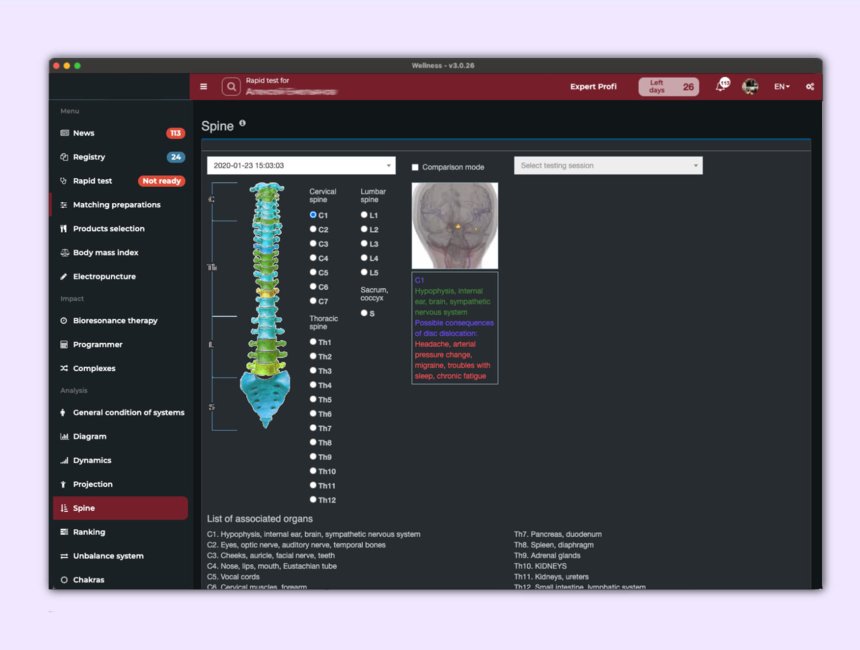 Wellness - v3.0.26
Rapid test for
Expert Profi
Left days 26
113
EN
Menu
News 113
Registry 24
Rapid test Not ready
Matching preparations
Products selection
Body mass index
Electropuncture
Impact
Bioresonance therapy
Programmer
Complexes
Analysis
General condition of systems
Diagram
Dynamics
Projection
Spine
Ranking
Unbalance system
Chakras
Spine
2020-01-23 15:03:03
Comparison mode
Select testing session
C
Th
L
S
Cervical spine
C1
C2
C3
C4
C5
C6
C7
Thoracic spine
Th1
Th2
Th3
Th4
Th5
Th6
Th7
Th8
Th9
Th10
Th11
Th12
Lumbar spine
L1
L2
L3
L4
L5
Sacrum, coccyx
S
C1
Hypophysis, internal
ear, brain, sympathetic
nervous system
Possible consequences
of disc dislocation:
Headache, arterial
pressure change,
migraine, troubles with
sleep, chronic fatigue
List of associated organs
C1. Hypophysis, internal ear, brain, sympathetic nervous system
C2. Eyes, optic nerve, auditory nerve, temporal bones
C3. Cheeks, auricle, facial nerve, teeth
C4. Nose, lips, mouth, Eustachian tube
C5. Vocal cords
C6. Cervical muscles, forearm
Th7. Pancreas, duodenum
Th8. Spleen, diaphragm
Th9. Adrenal glands
Th10. KIDNEYS
Th11. Kidneys, ureters
Th12. Small intestine, lymphatic system